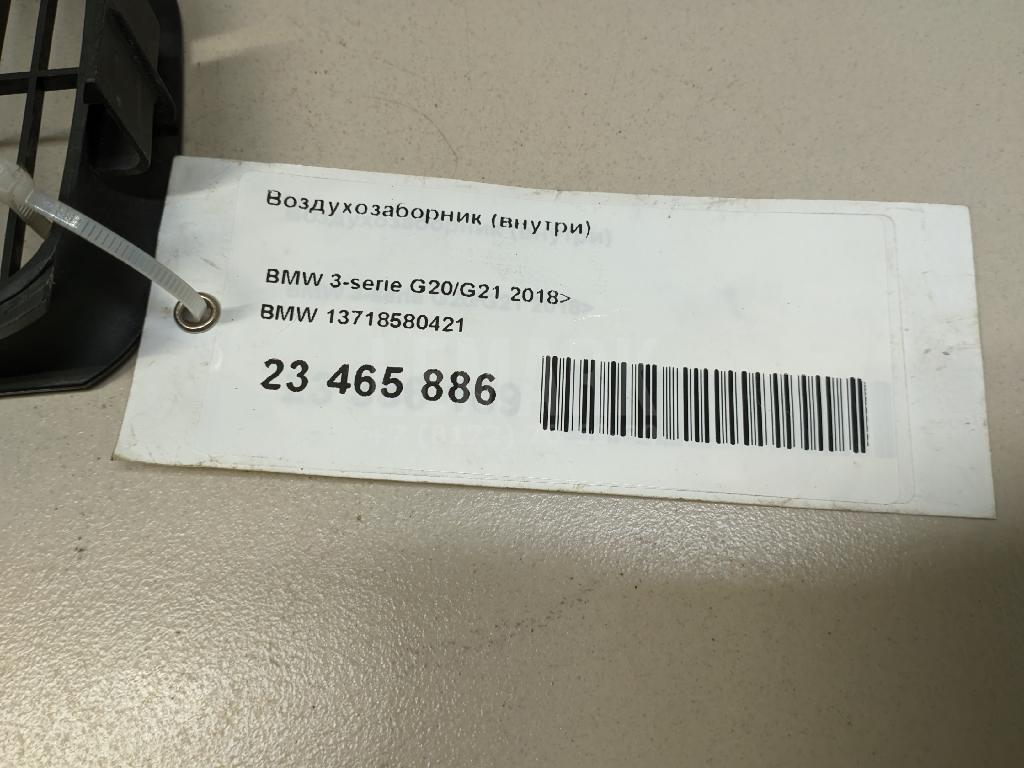 Воздухозаборник (внутри)
BMW 3-serie G20/G21 2018>
BMW 13718580421
23 465 886